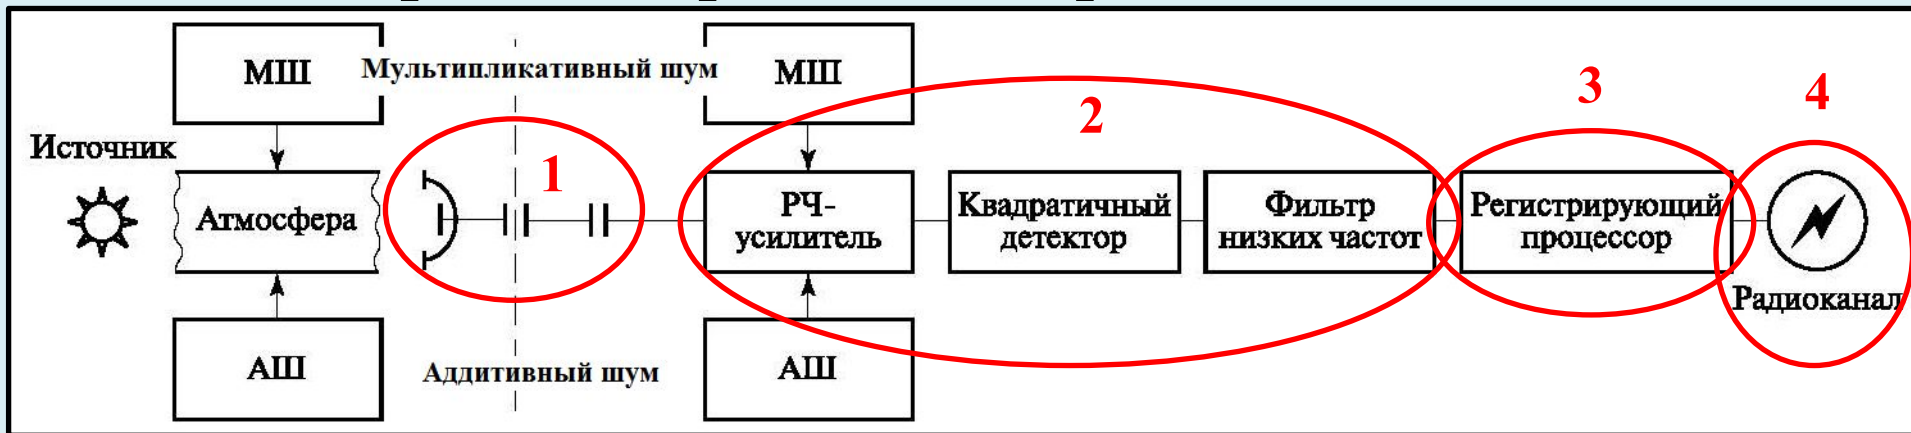 МШ
Мультипликативный шум
МШ
1
2
3
4
Источник
Атмосфера
РЧ-
усилитель
Квадратичный
детектор
Фильтр
низких частот
Регистрирующий
процессор
Радиоканал
АШ
Аддитивный шум
АШ